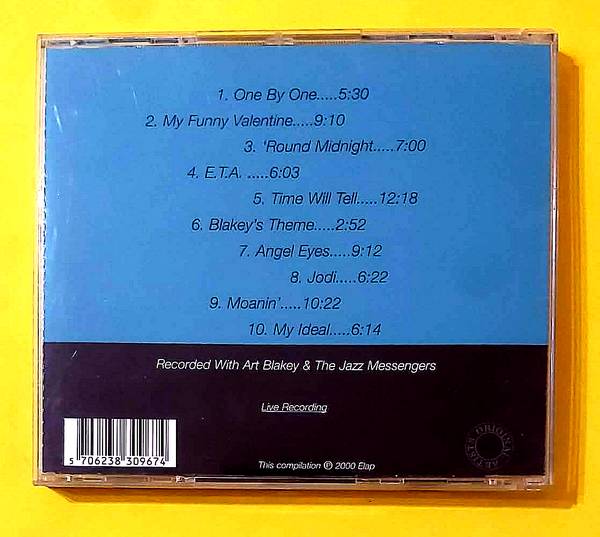 1. One By One.....5:30
2. My Funny Valentine.....9:10
3. 'Round Midnight.....7:00
4. E.T.A. .....6:03
5. Time Will Tell.....12:18
6. Blakey's Theme.....2:52
7. Angel Eyes.....9:12
8. Jodi.....6:22
9. Moanin'.....10:22
10. My Ideal.....6:14
Recorded With Art Blakey & The Jazz Messengers
Live Recording
5 706238 309674
This compilation ℗ 2000 Elap
ORIGINAL ARTISTS